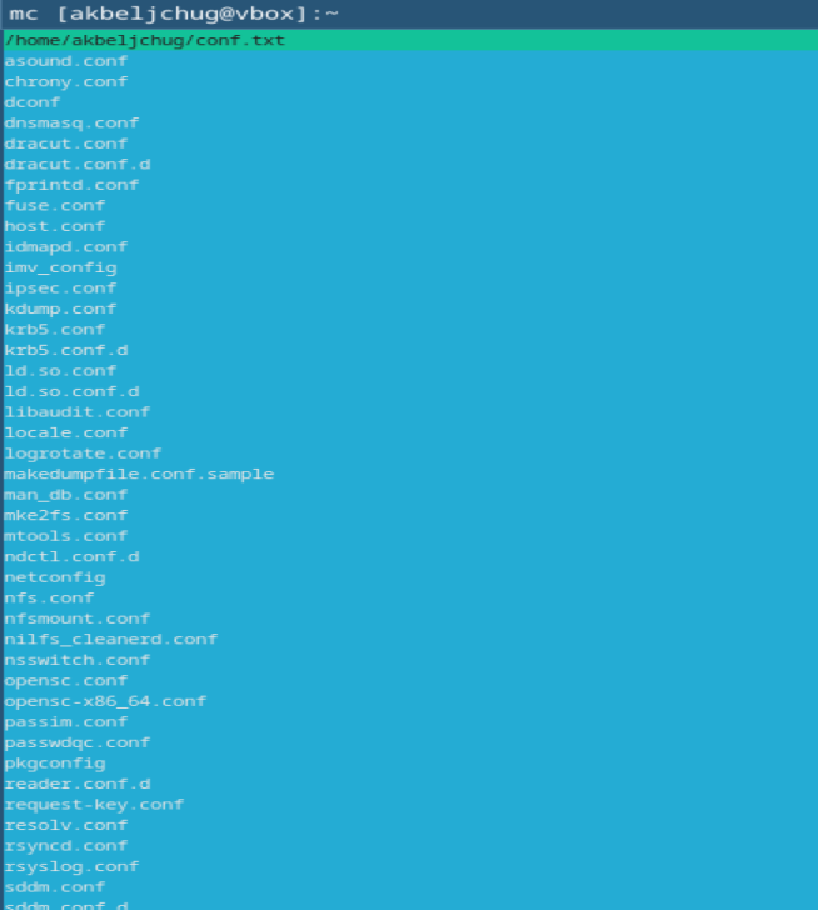 mc [akbeljchug@vbox]:~
/home/akbeljchug/conf.txt
asound.conf
chrony.conf
dconf
dnsmasq.conf
dracut.conf
dracut.conf.d
fprintd.conf
fuse.conf
host.conf
idmapd.conf
imv_config
ipsec.conf
kdump.conf
krb5.conf
krb5.conf.d
ld.so.conf
ld.so.conf.d
libaudit.conf
locale.conf
logrotate.conf
makedumpfile.conf.sample
man_db.conf
mke2fs.conf
mtools.conf
ndctl.conf.d
netconfig
nfs.conf
nfsmount.conf
nilfs_cleanerd.conf
nsswitch.conf
opensc.conf
opensc-x86_64.conf
passim.conf
passwdqc.conf
pkgconfig
reader.conf.d
request-key.conf
resolv.conf
rsyncd.conf
rsyslog.conf
sddm.conf
sddm.conf.d